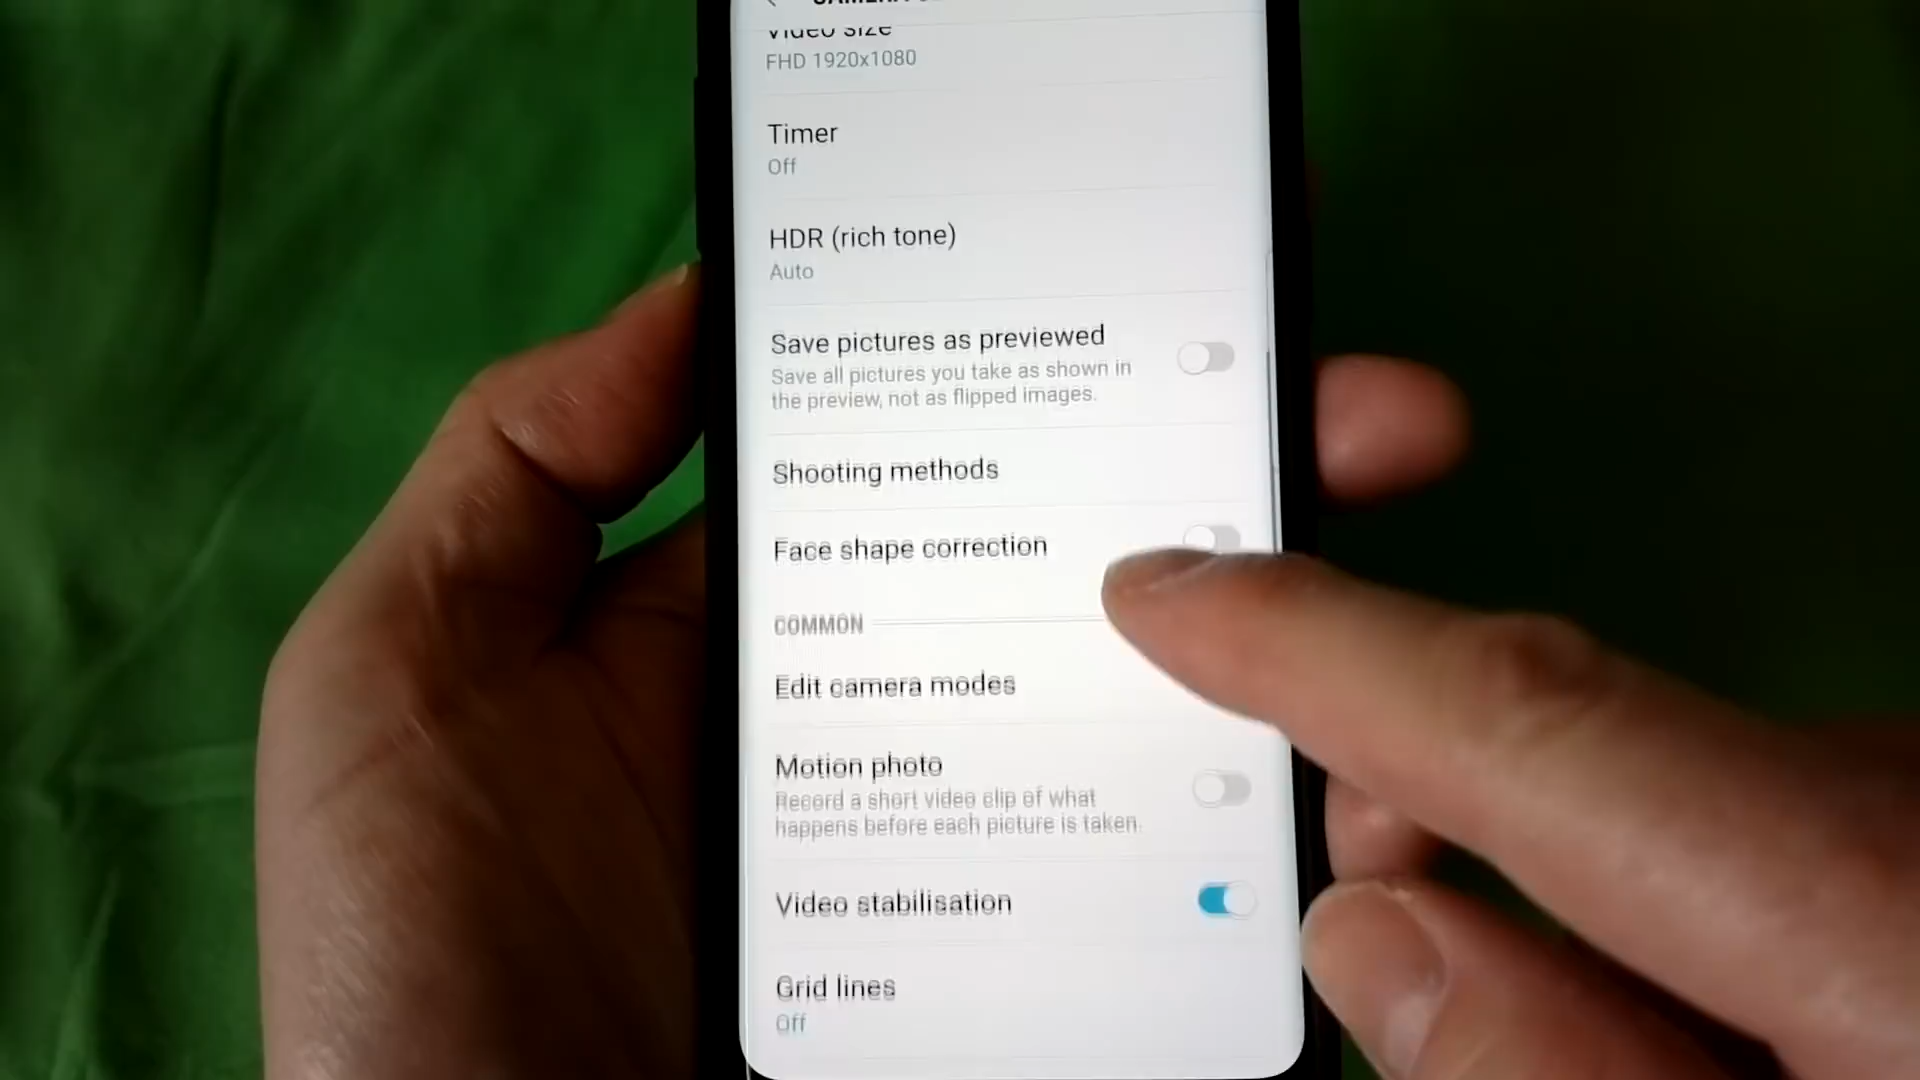 Video size
FHD 1920x1080
Timer
Off
HDR (rich tone)
Auto
Save pictures as previewed
Save all pictures you take as shown in
the preview, not as flipped images.
Shooting methods
Face shape correction
COMMON
Edit camera modes
Motion photo
Record a short video clip of what
happens before each picture is taken.
Video stabilisation
Grid lines
Off